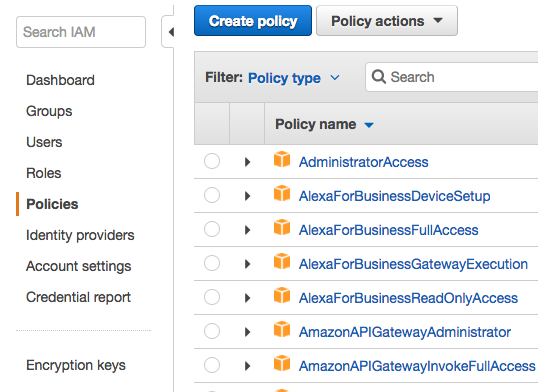 Search IAM
Dashboard
Groups
Users
Roles
Policies
Identity providers
Account settings
Credential report
Encryption keys
Create policy
Policy actions
Filter: Policy type
Search
Policy name
AdministratorAccess
AlexaForBusinessDeviceSetup
AlexaForBusinessFullAccess
AlexaForBusinessGatewayExecution
AlexaForBusinessReadOnlyAccess
AmazonAPIGatewayAdministrator
AmazonAPIGatewayInvokeFullAccess